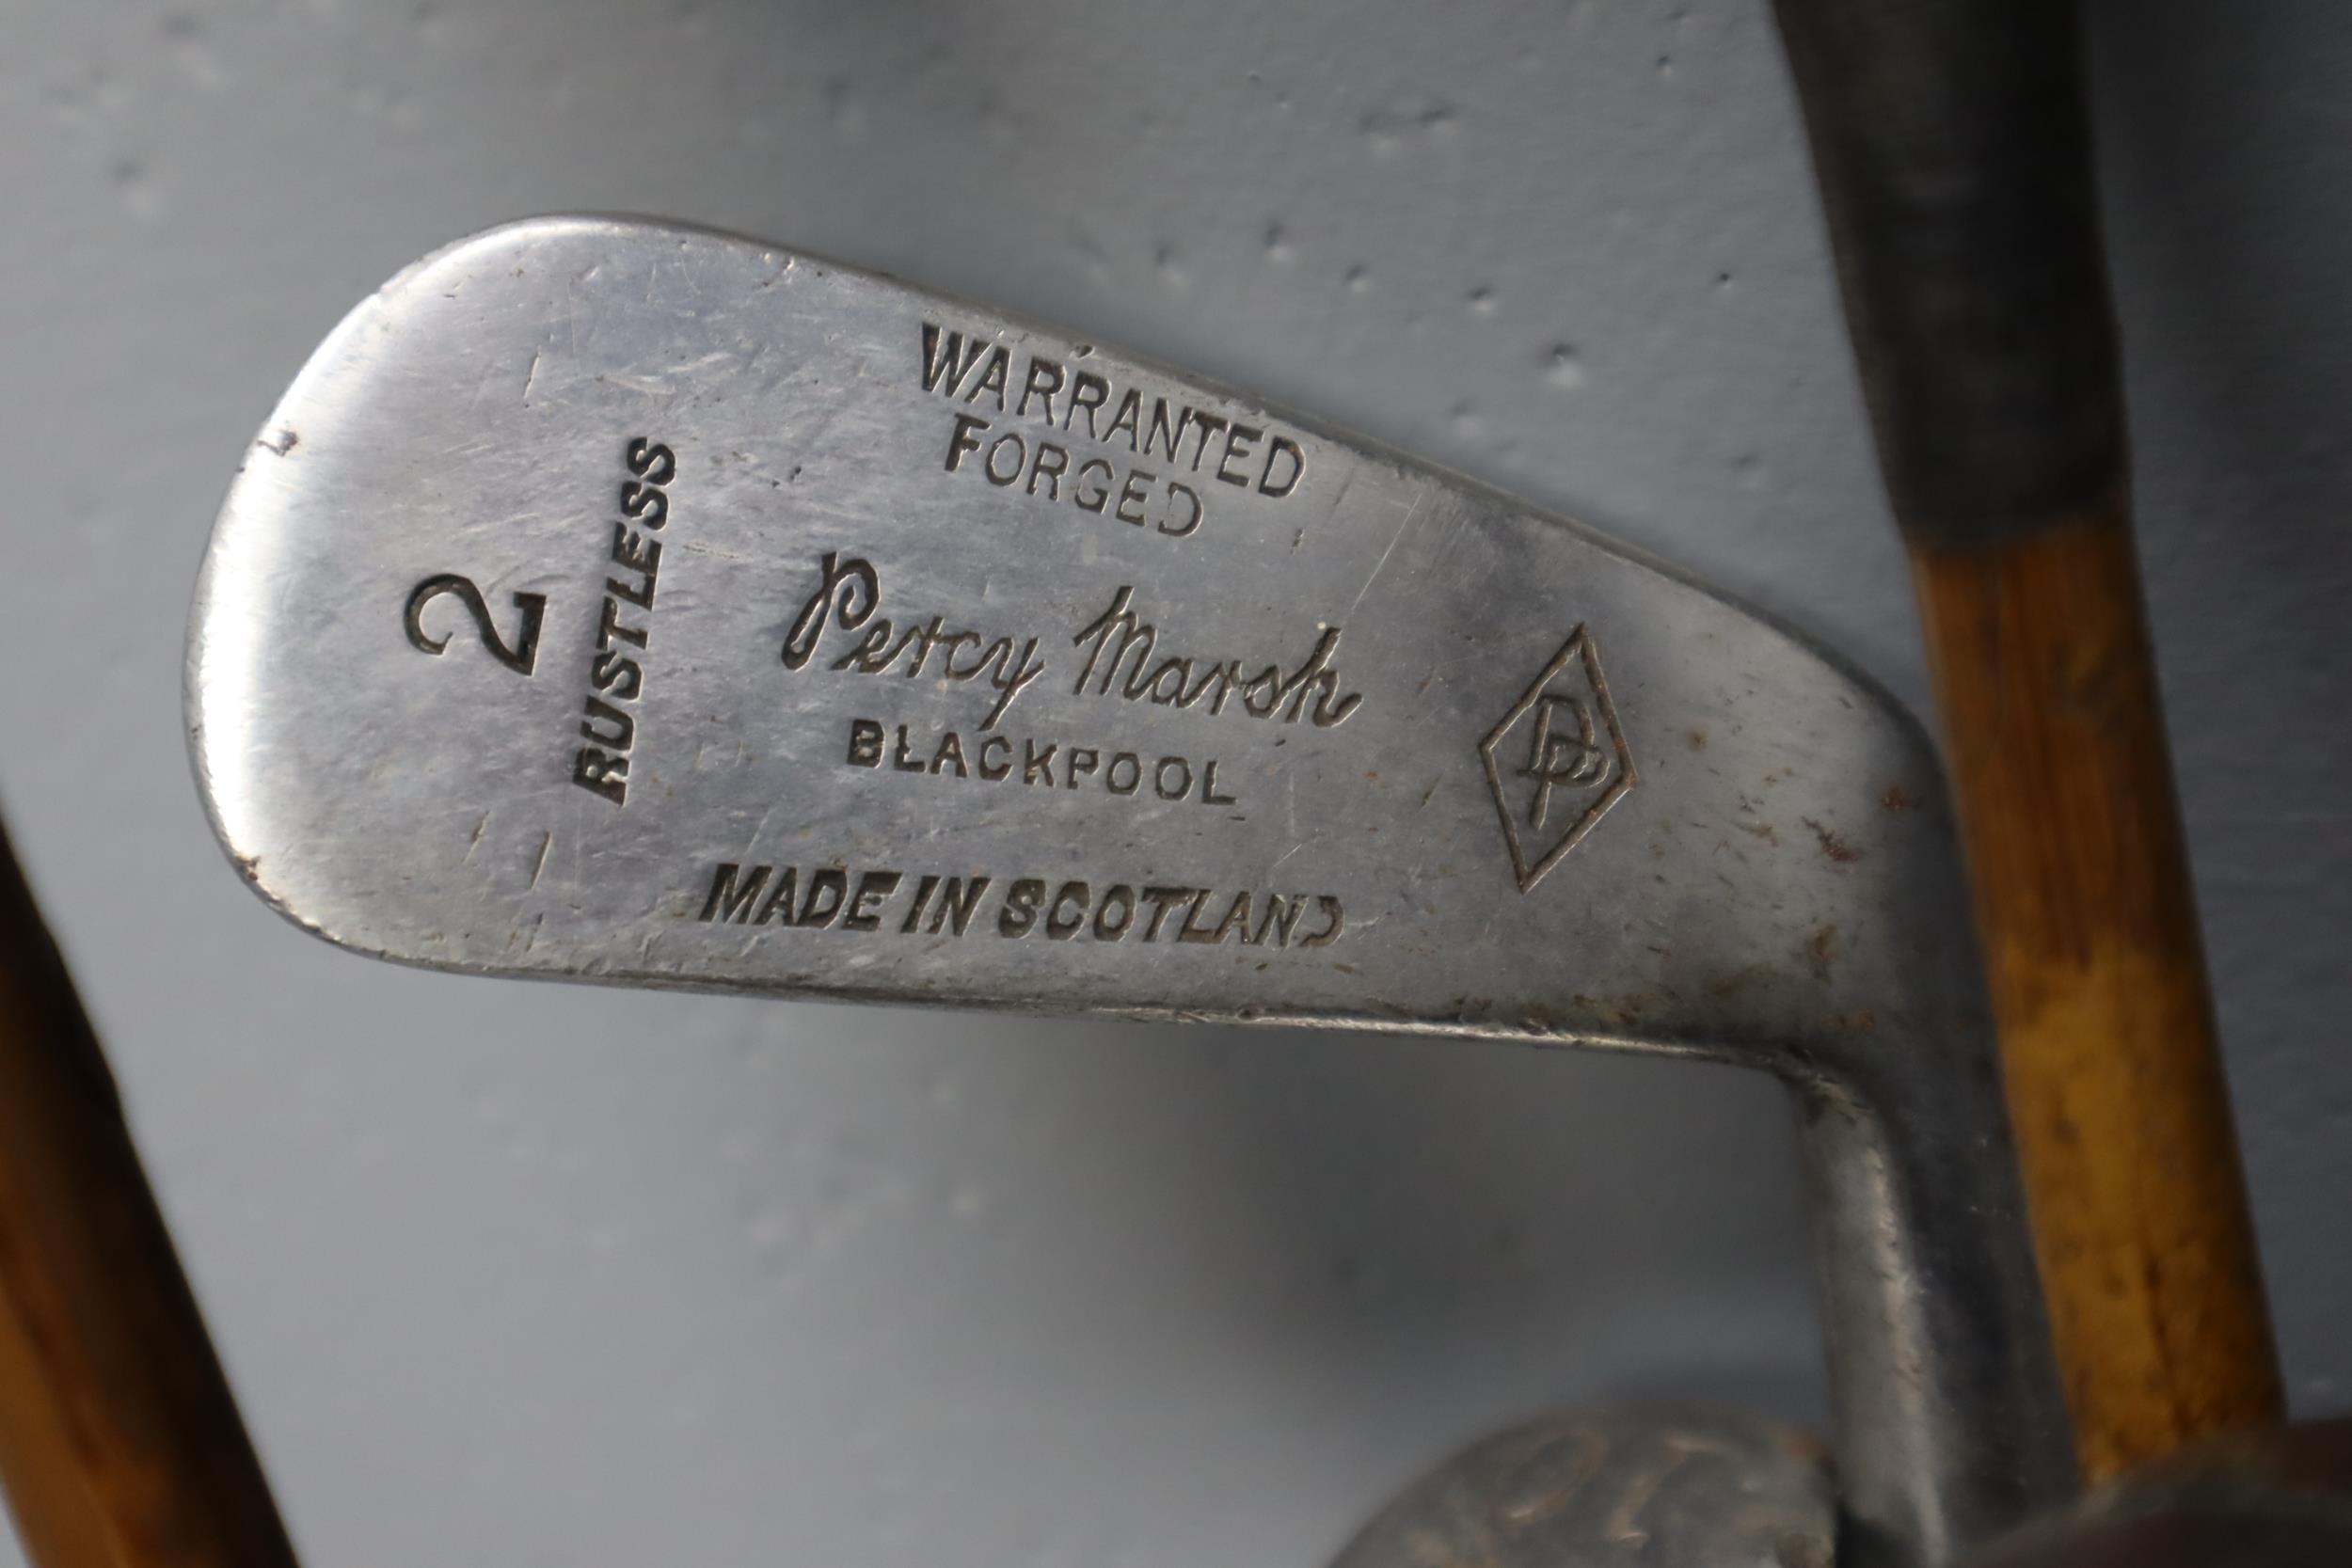 WARRANTED
FORGED
Percy Marsh
BLACKPOOL
MADE IN SCOTLAND
RUSTLESS
2